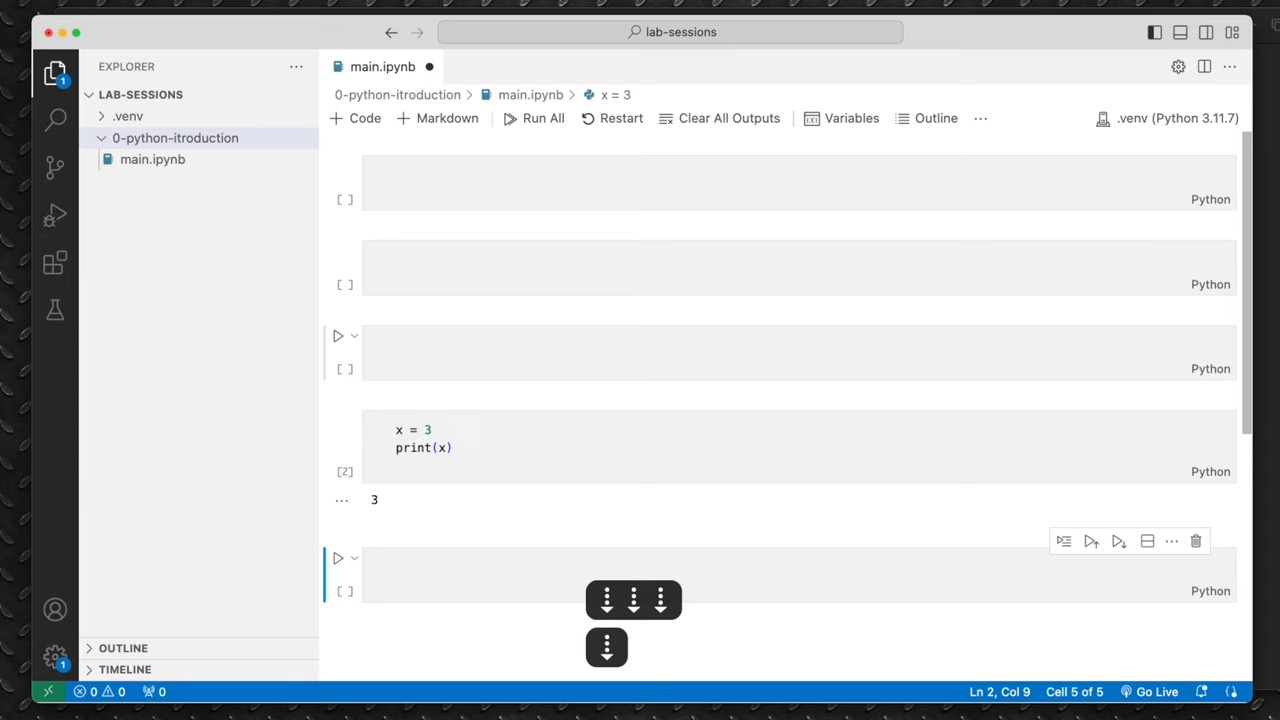 lab-sessions
EXPLORER
main.ipynb
LAB-SESSIONS
.venv
0-python-itroduction
main.ipynb
0-python-itroduction > main.ipynb > x = 3
Code Markdown Run All Restart Clear All Outputs Variables Outline ... .venv (Python 3.11.7)
[ ] Python
[ ] Python
[ ] Python
x = 3
print(x)
[2] Python
... 3
[ ] Python
OUTLINE
TIMELINE
1
1
0 0 0 Ln 2, Col 9 Cell 5 of 5 Go Live